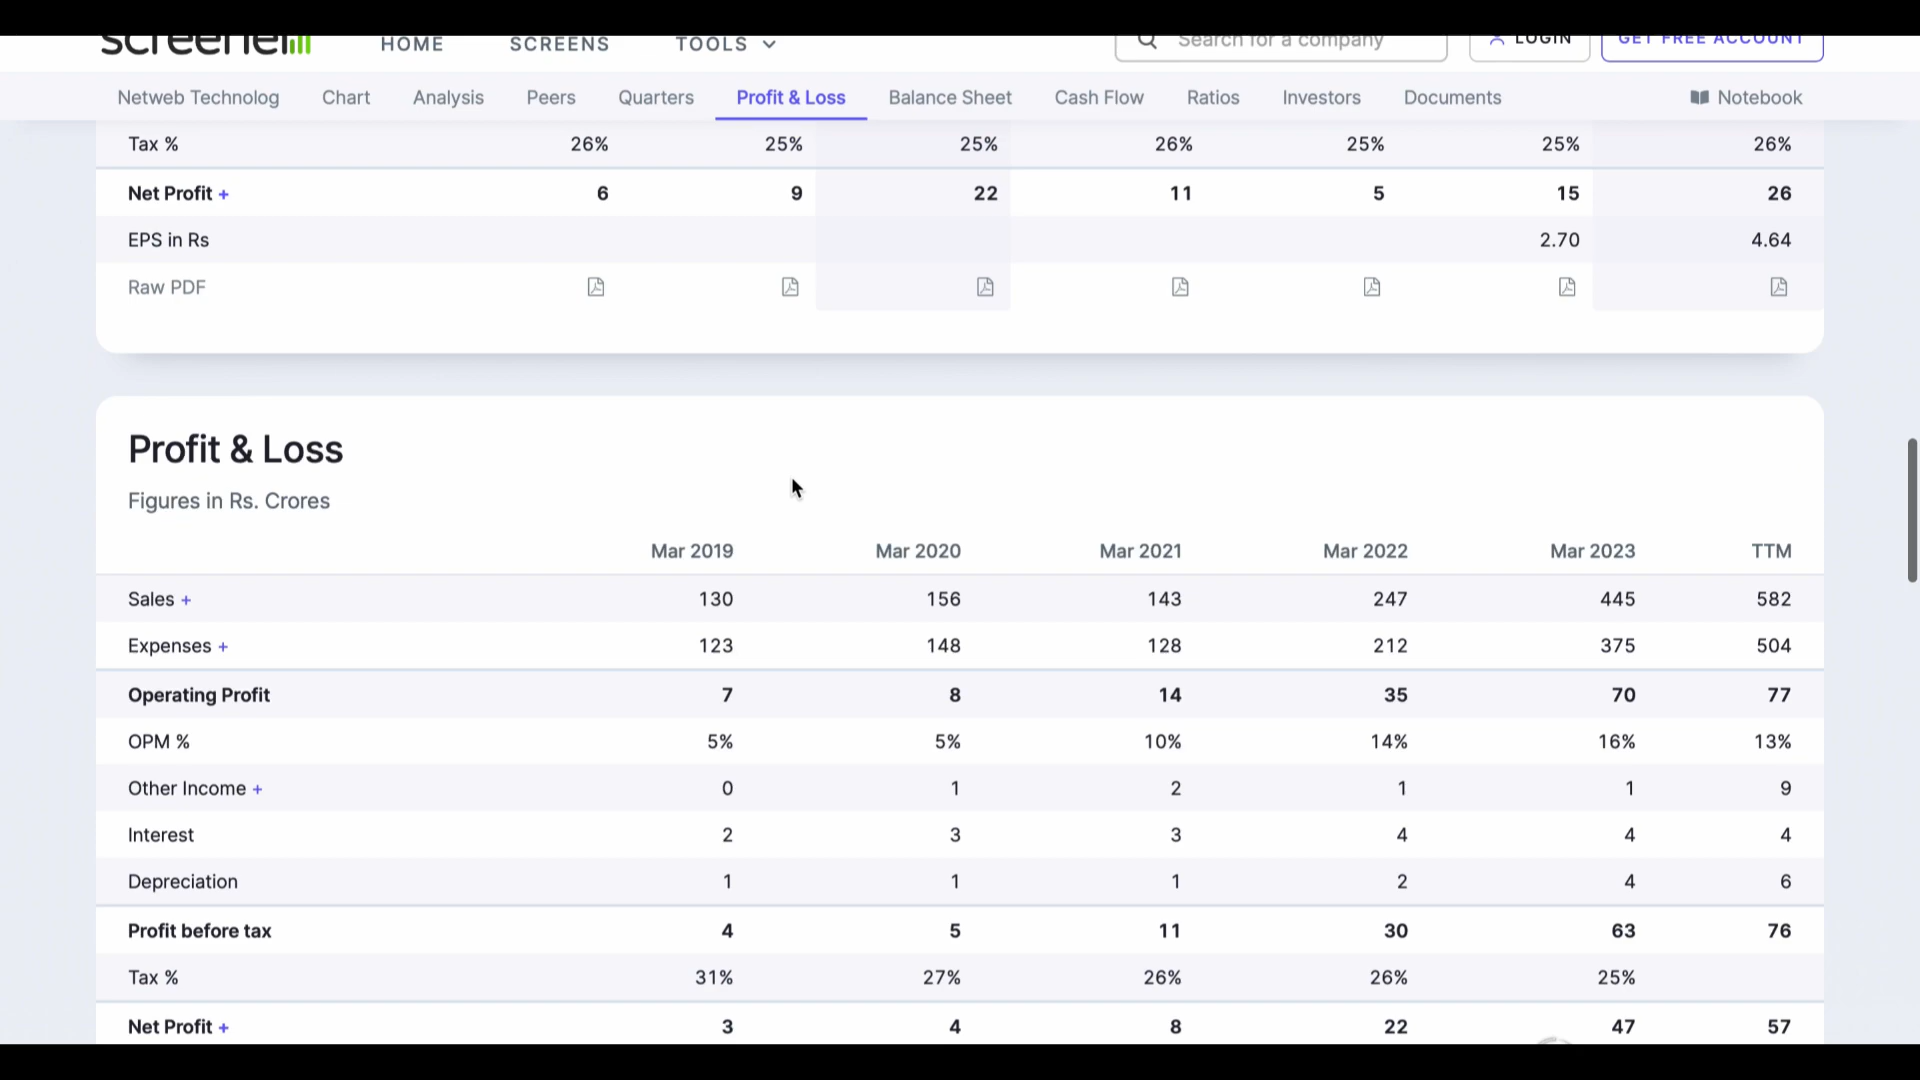 screener
HOME SCREENS TOOLS Search for a company LOGIN GET FREE ACCOUNT
Netweb Technolog Chart Analysis Peers Quarters Profit & Loss Balance Sheet Cash Flow Ratios Investors Documents Notebook
Tax % 26% 25% 25% 26% 25% 25% 26%
Net Profit + 6 9 22 11 5 15 26
EPS in Rs 2.70 4.64
Raw PDF
Profit & Loss
Figures in Rs. Crores
Mar 2019 Mar 2020 Mar 2021 Mar 2022 Mar 2023 TTM
Sales + 130 156 143 247 445 582
Expenses + 123 148 128 212 375 504
Operating Profit 7 8 14 35 70 77
OPM % 5% 5% 10% 14% 16% 13%
Other Income + 0 1 2 1 1 9
Interest 2 3 3 4 4 4
Depreciation 1 1 1 2 4 6
Profit before tax 4 5 11 30 63 76
Tax % 31% 27% 26% 26% 25%
Net Profit + 3 4 8 22 47 57